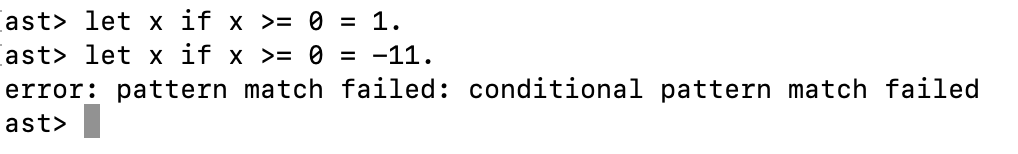 ast> let x if x >= 0 = 1.
ast> let x if x >= 0 = -11.
error: pattern match failed: conditional pattern match failed
ast>